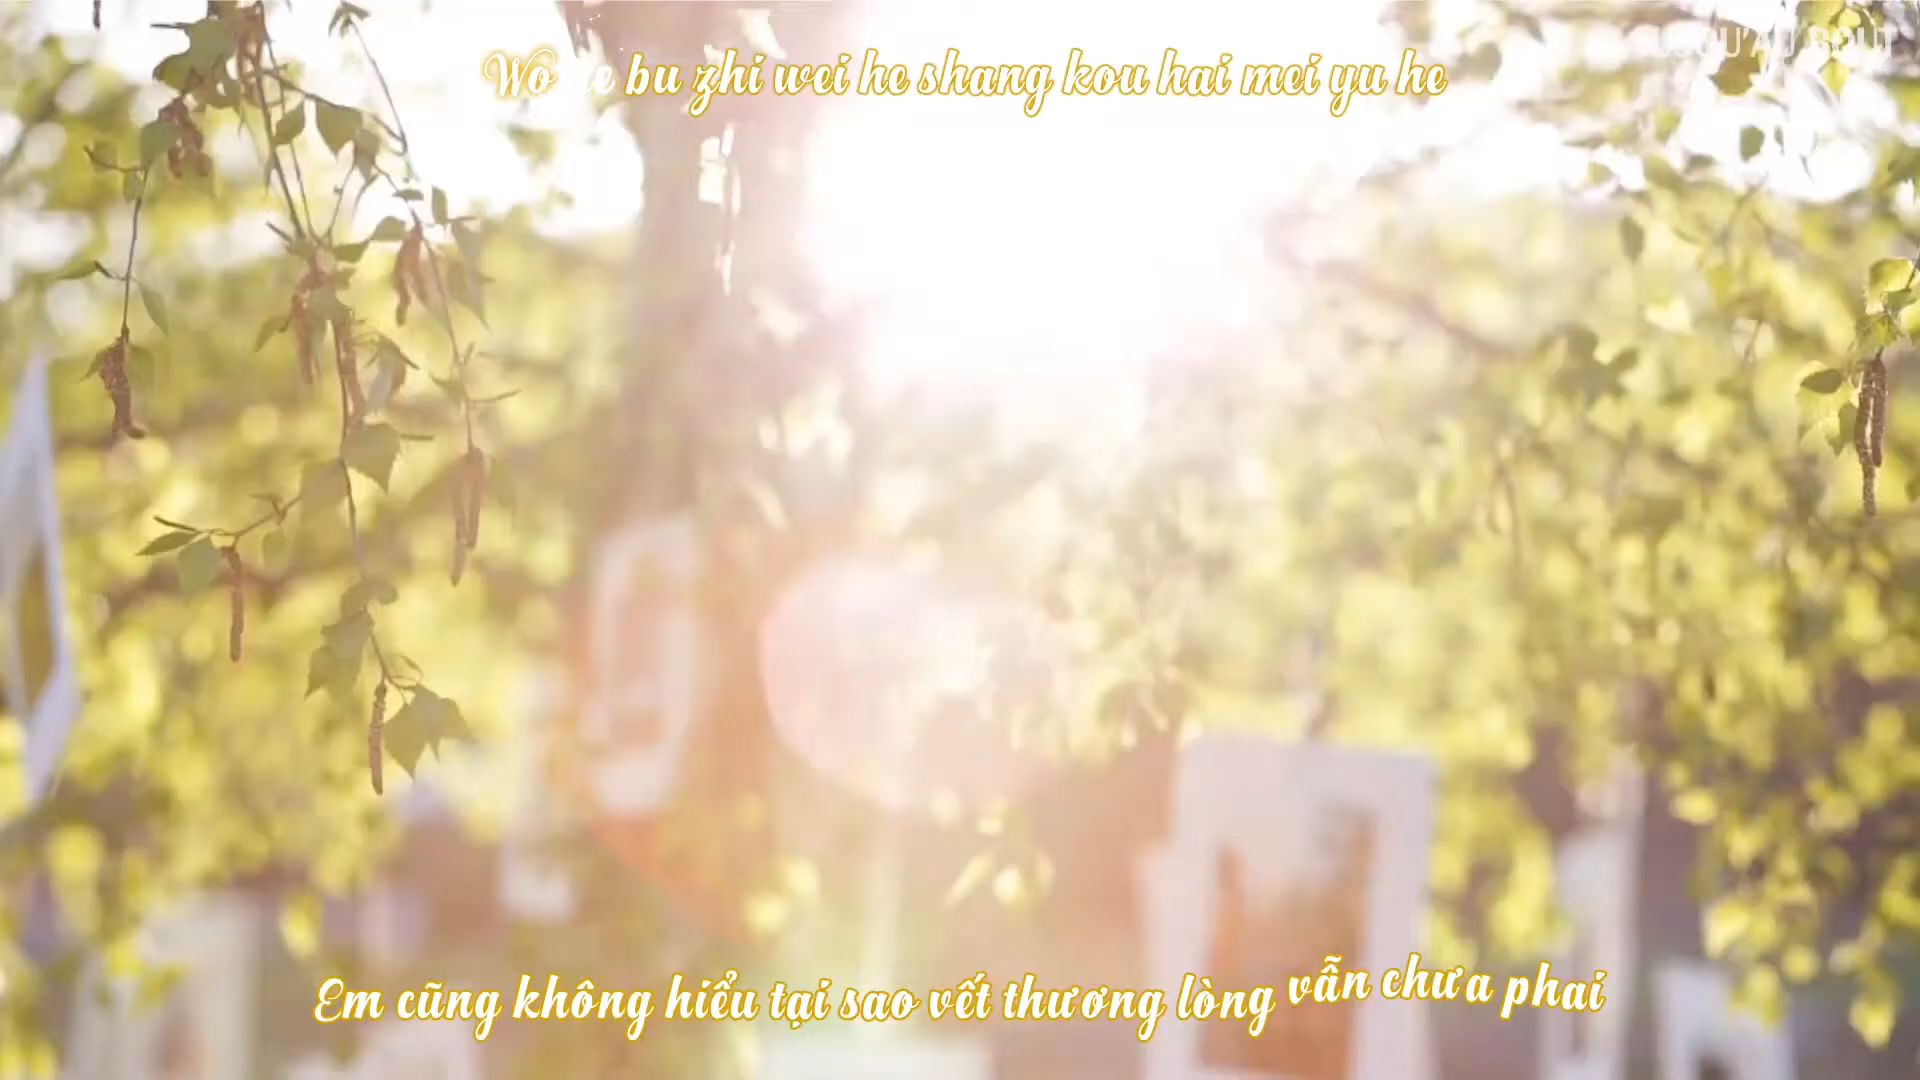 Wo bu zhi wei he shang kou hai mei yu he
Em cũng không hiểu tại sao vết thương lòng vẫn chưa phai